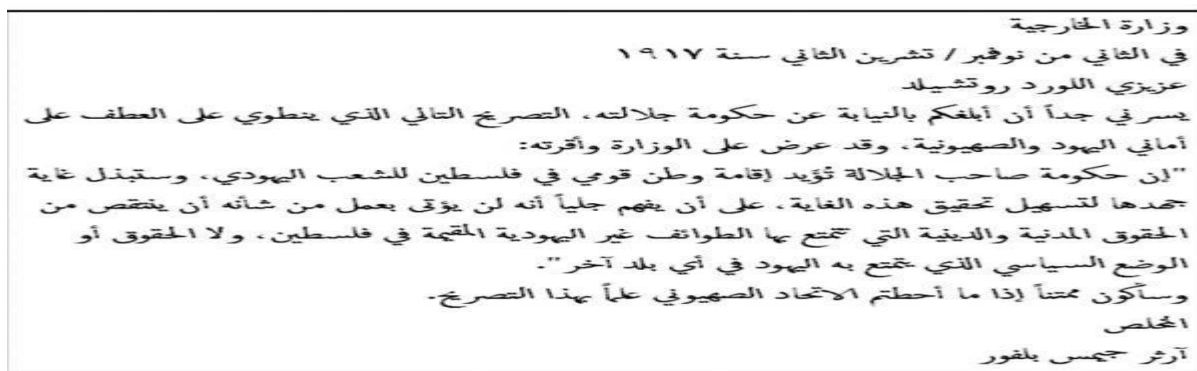 وزارة الخارجية
في الثاني من نوفمبر / تشرين الثاني سنة ١٩١٧
عزيزي اللورد روتشيلد
يسرني جداً أن أبلغكم بالنيابة عن حكومة جلالته، التصريح التالي الذي ينطوي على العطف على
أماني اليهود والصهيونية، وقد عرض على الوزارة وأقرته:
"إن حكومة صاحب الجلالة تُؤيد إقامة وطن قومي في فلسطين للشعب اليهودي، وستبذل غاية
جهدها لتسهيل تحقيق هذه الغاية، على أن يفهم جلياً أنه لن يؤتى بعمل من شأنه أن ينتقص من
الحقوق المدنية والدينية التي تتمتع بها الطوائف غير اليهودية المقيمة في فلسطين، ولا الحقوق أو
الوضع السياسي الذي يتمتع به اليهود في أي بلد آخر".
وسأكون ممتناً إذا ما أحطتم الاتحاد الصهيوني علماً بهذا التصريح.
المخلص
آرثر جيمس بلفور